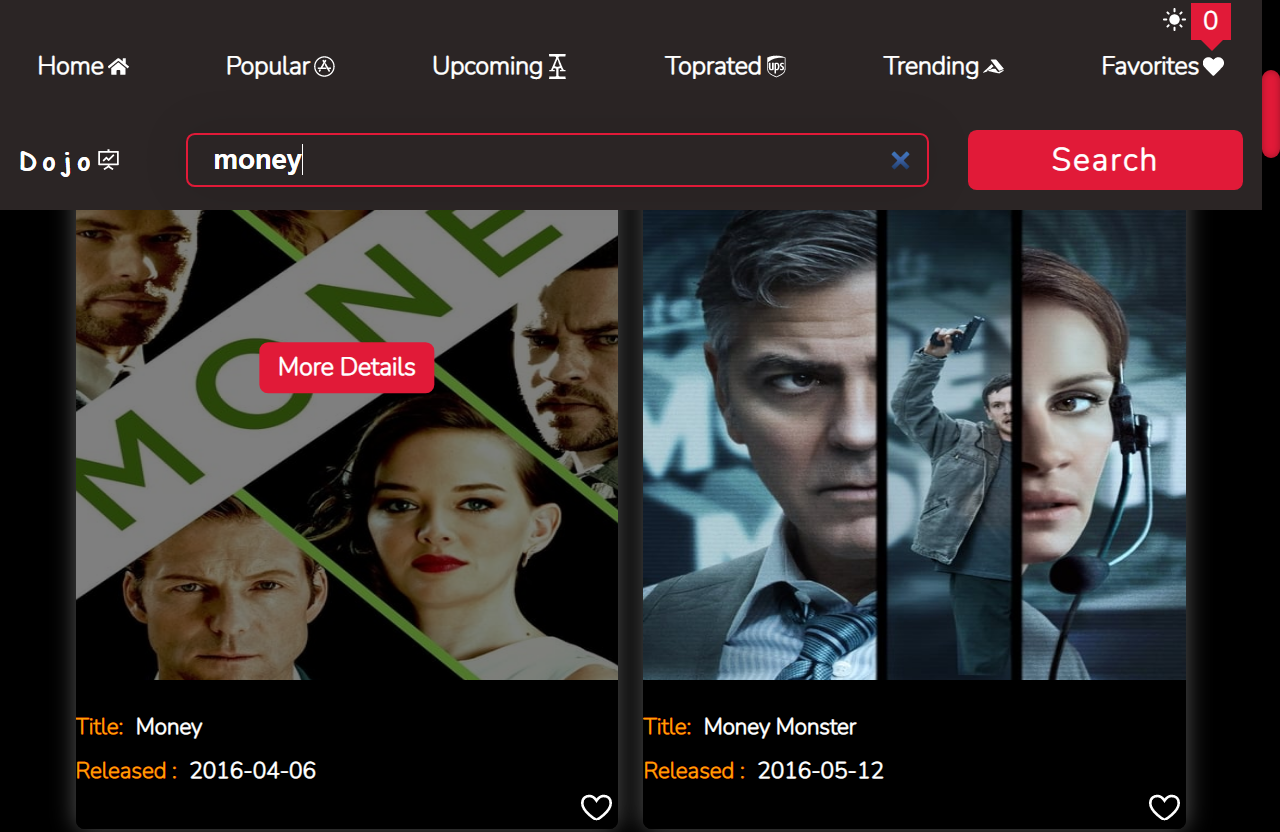 0
Home Popular Upcoming Toprated ups Trending Favorites
Dojo money Search
MONE
More Details
Title: Money
Released : 2016-04-06
Title: Money Monster
Released : 2016-05-12